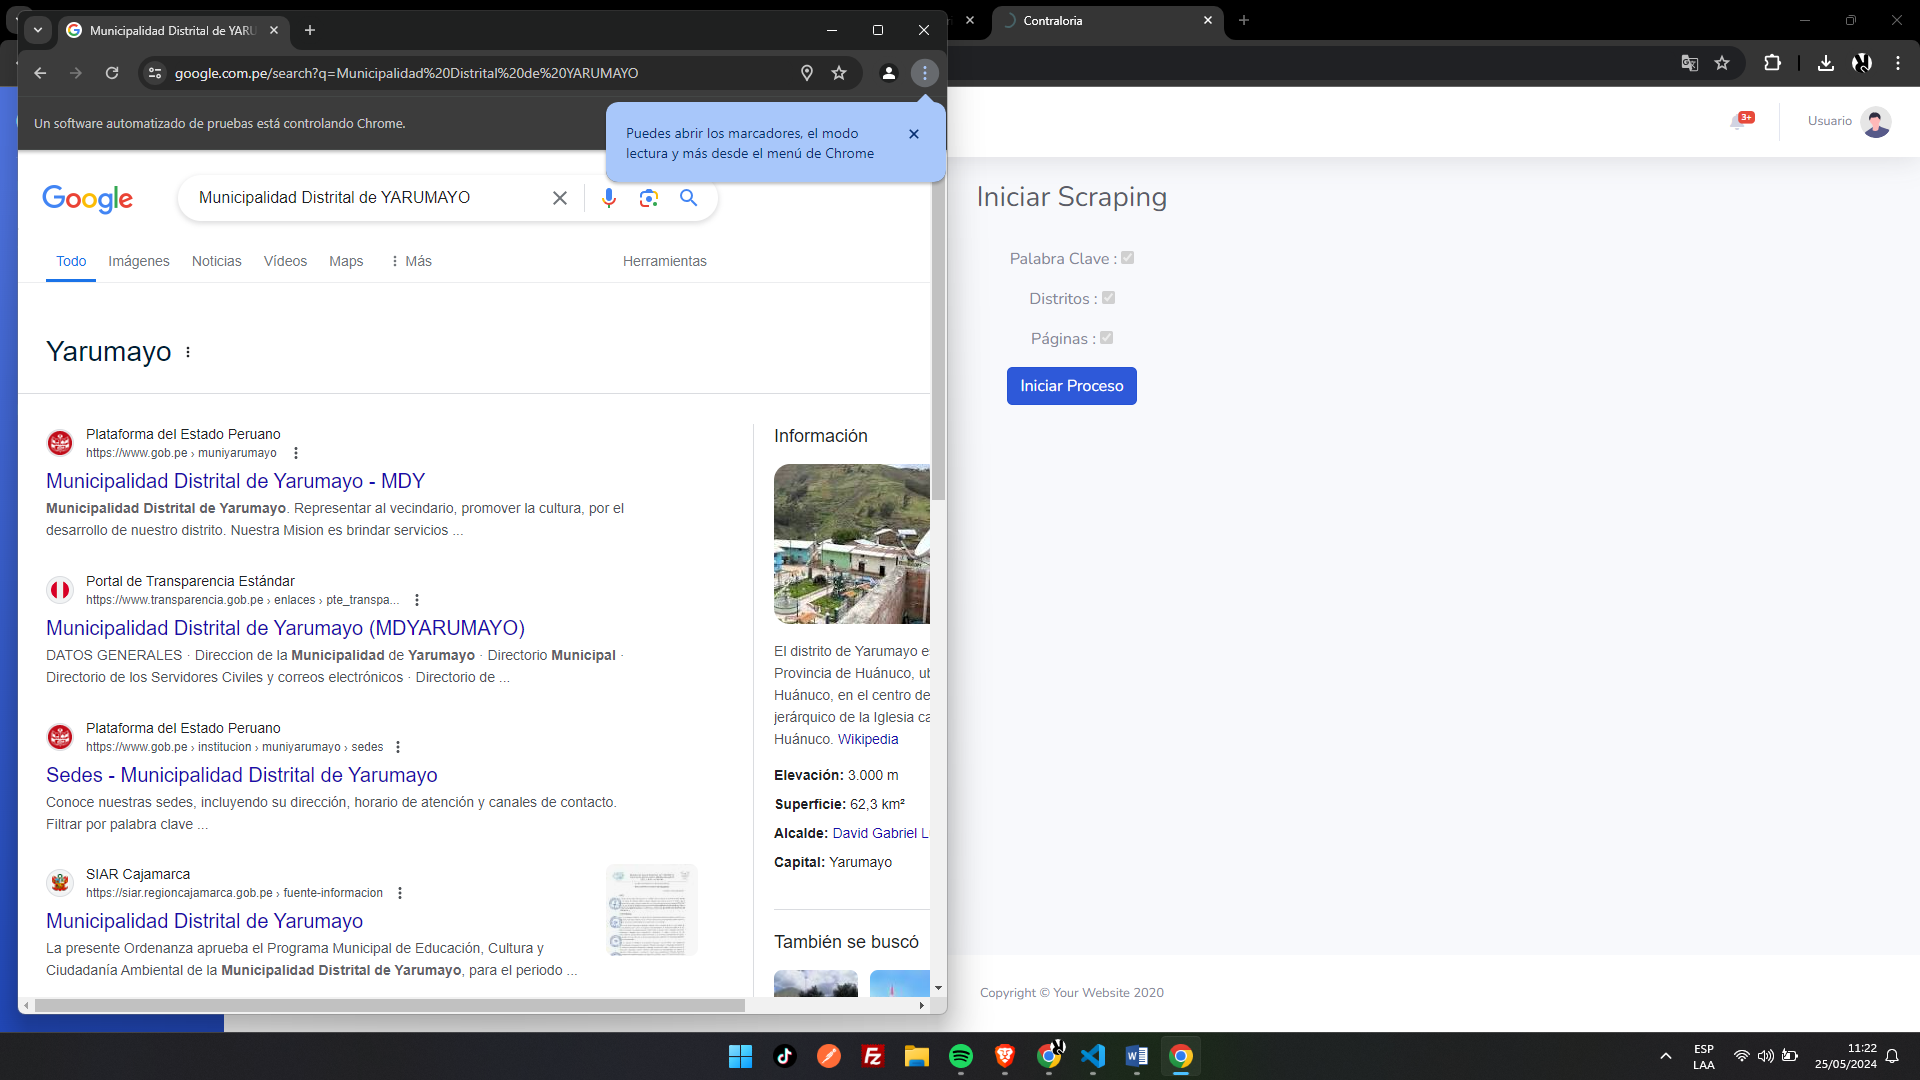 Municipalidad Distrital de YARU
Contraloria
google.com.pe/search?q=Municipalidad%20Distrital%20de%20YARUMAYO
Un software automatizado de pruebas está controlando Chrome.
Puedes abrir los marcadores, el modo
lectura y más desde el menú de Chrome
3+
Usuario
Google
Municipalidad Distrital de YARUMAYO
Todo
Imágenes
Noticias
Vídeos
Maps
Más
Herramientas
Yarumayo
Plataforma del Estado Peruano
https://www.gob.pe › muniyarumayo
Municipalidad Distrital de Yarumayo - MDY
Municipalidad Distrital de Yarumayo. Representar al vecindario, promover la cultura, por el
desarrollo de nuestro distrito. Nuestra Mision es brindar servicios ...
Portal de Transparencia Estándar
https://www.transparencia.gob.pe › enlaces › pte_transpa...
Municipalidad Distrital de Yarumayo (MDYARUMAYO)
DATOS GENERALES · Direccion de la Municipalidad de Yarumayo · Directorio Municipal ·
Directorio de los Servidores Civiles y correos electrónicos · Directorio de ...
Plataforma del Estado Peruano
https://www.gob.pe › institucion › muniyarumayo › sedes
Sedes - Municipalidad Distrital de Yarumayo
Conoce nuestras sedes, incluyendo su dirección, horario de atención y canales de contacto.
Filtrar por palabra clave ...
SIAR Cajamarca
https://siar.regioncajamarca.gob.pe › fuente-informacion
Municipalidad Distrital de Yarumayo
La presente Ordenanza aprueba el Programa Municipal de Educación, Cultura y
Ciudadanía Ambiental de la Municipalidad Distrital de Yarumayo, para el periodo ...
Información
El distrito de Yarumayo e
Provincia de Huánuco, ub
Huánuco, en el centro de
jerárquico de la Iglesia ca
Huánuco. Wikipedia
Elevación: 3.000 m
Superficie: 62,3 km²
Alcalde: David Gabriel L
Capital: Yarumayo
También se buscó
Iniciar Scraping
Palabra Clave :
Distritos :
Páginas :
Iniciar Proceso
Copyright © Your Website 2020
ESP
LAA
11:22
25/05/2024